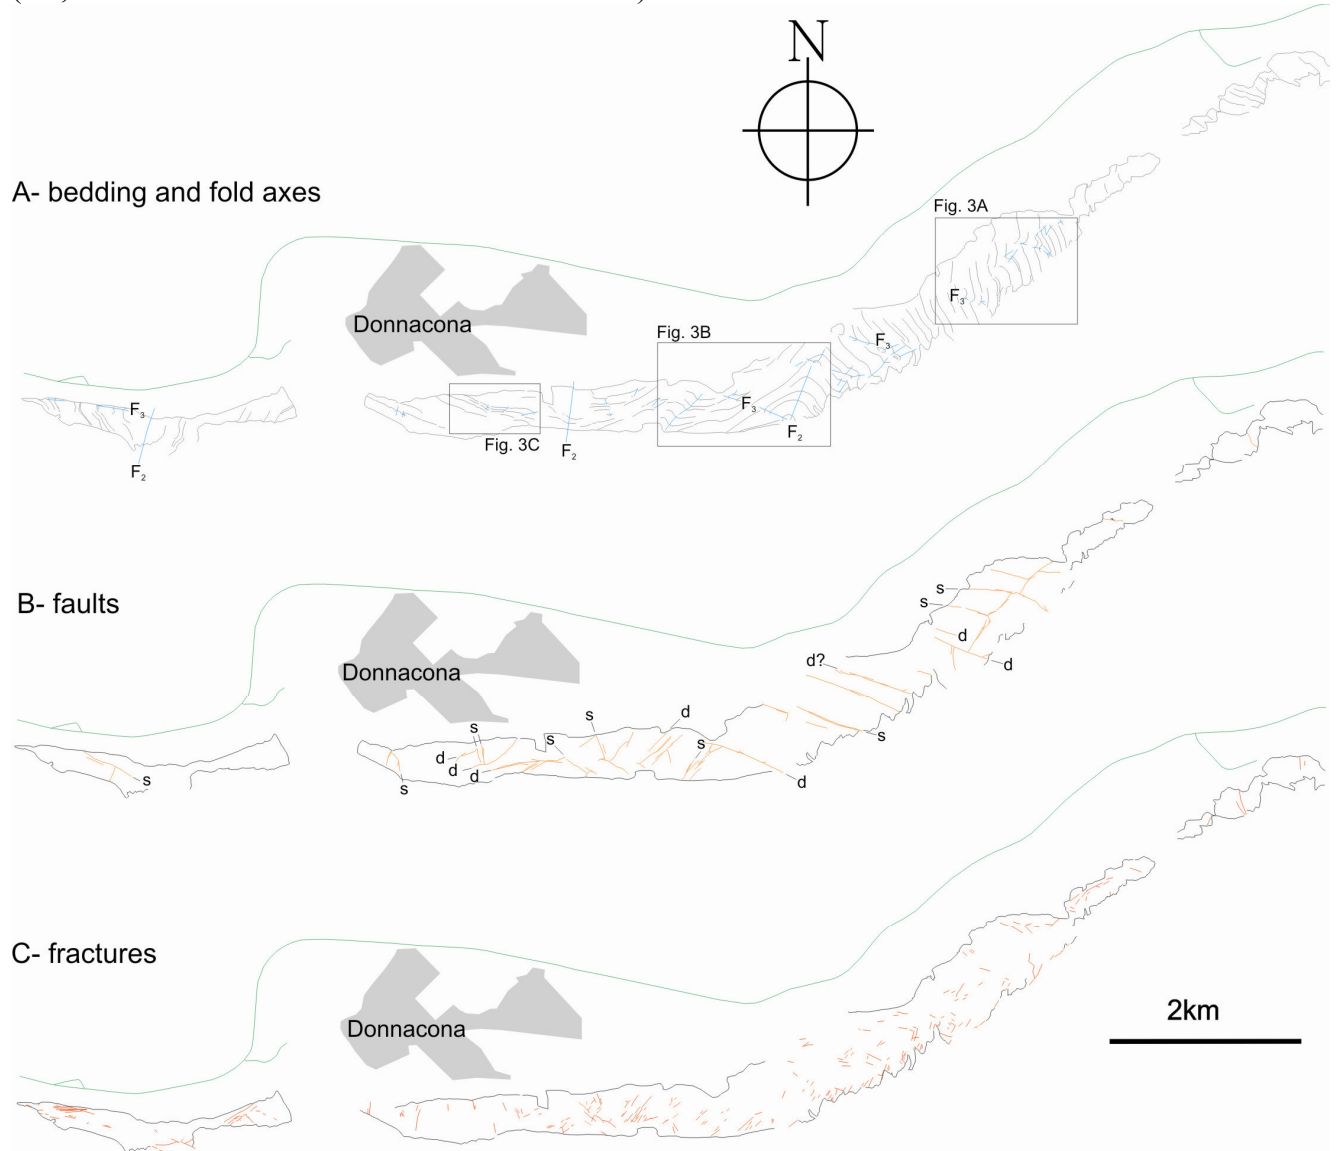 N
A- bedding and fold axes
Fig. 3A
F3
Fig. 3B
Donnacona
F3
F3
F3
F2
Fig. 3C
F2
F2
B- faults
s
s
d
d
d?
Donnacona
s
d
s
s
s
d
d
d
s
s
d
C- fractures
Donnacona
2km